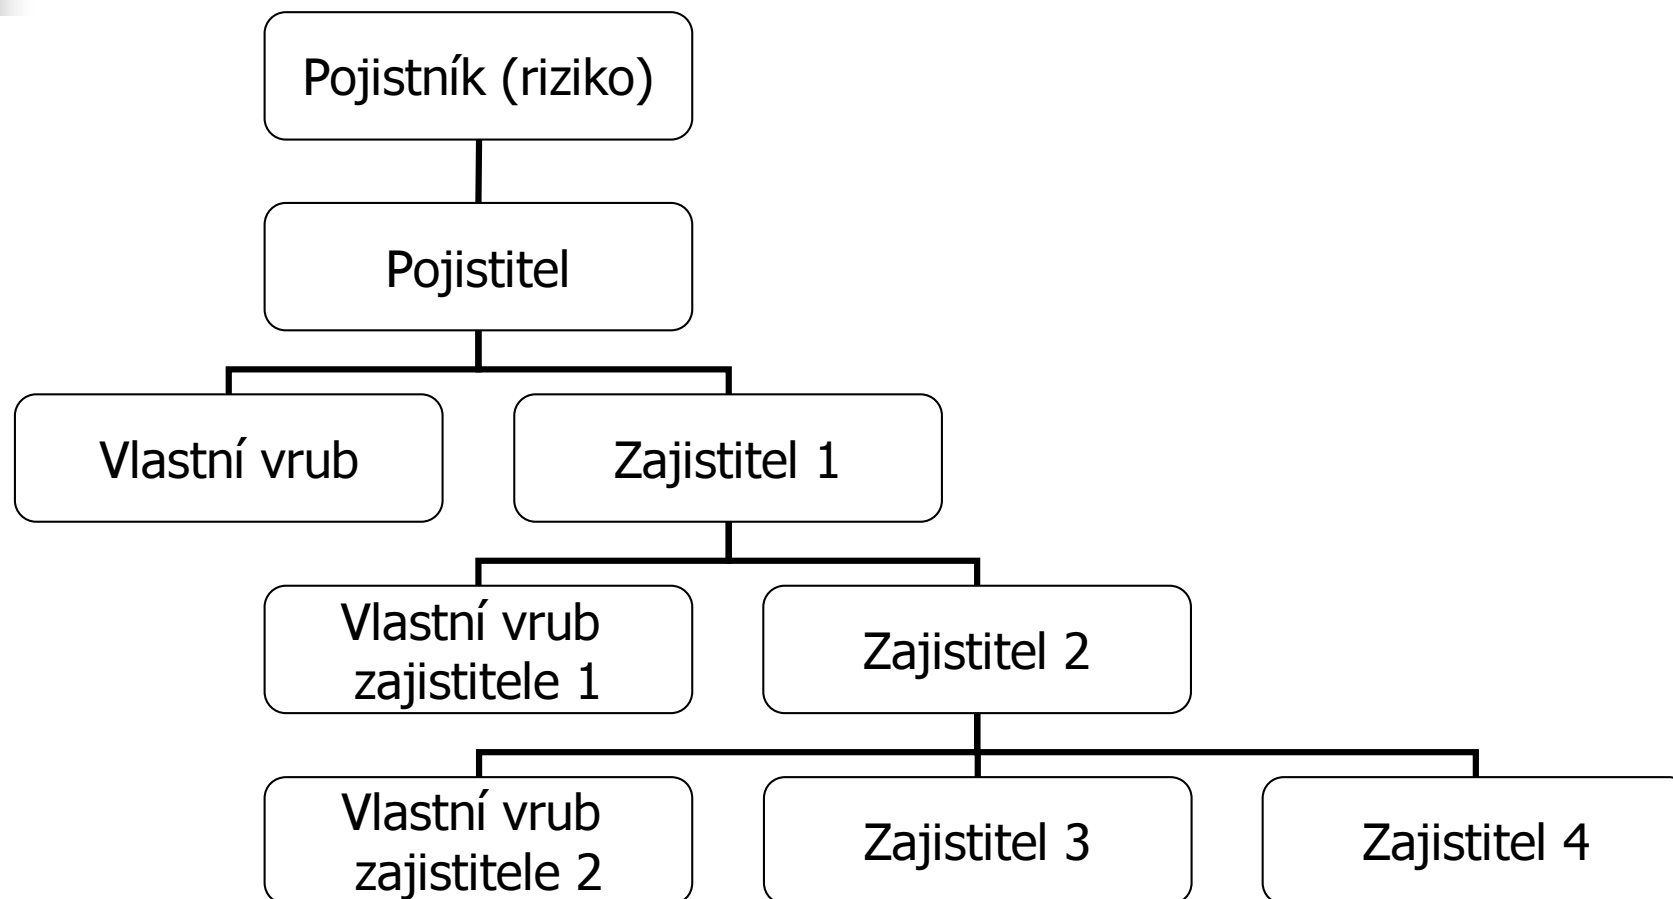 Pojistník (riziko)
Pojistitel
Vlastní vrub
Zajistitel 1
Vlastní vrub
zajistitele 1
Zajistitel 2
Vlastní vrub
zajistitele 2
Zajistitel 3
Zajistitel 4